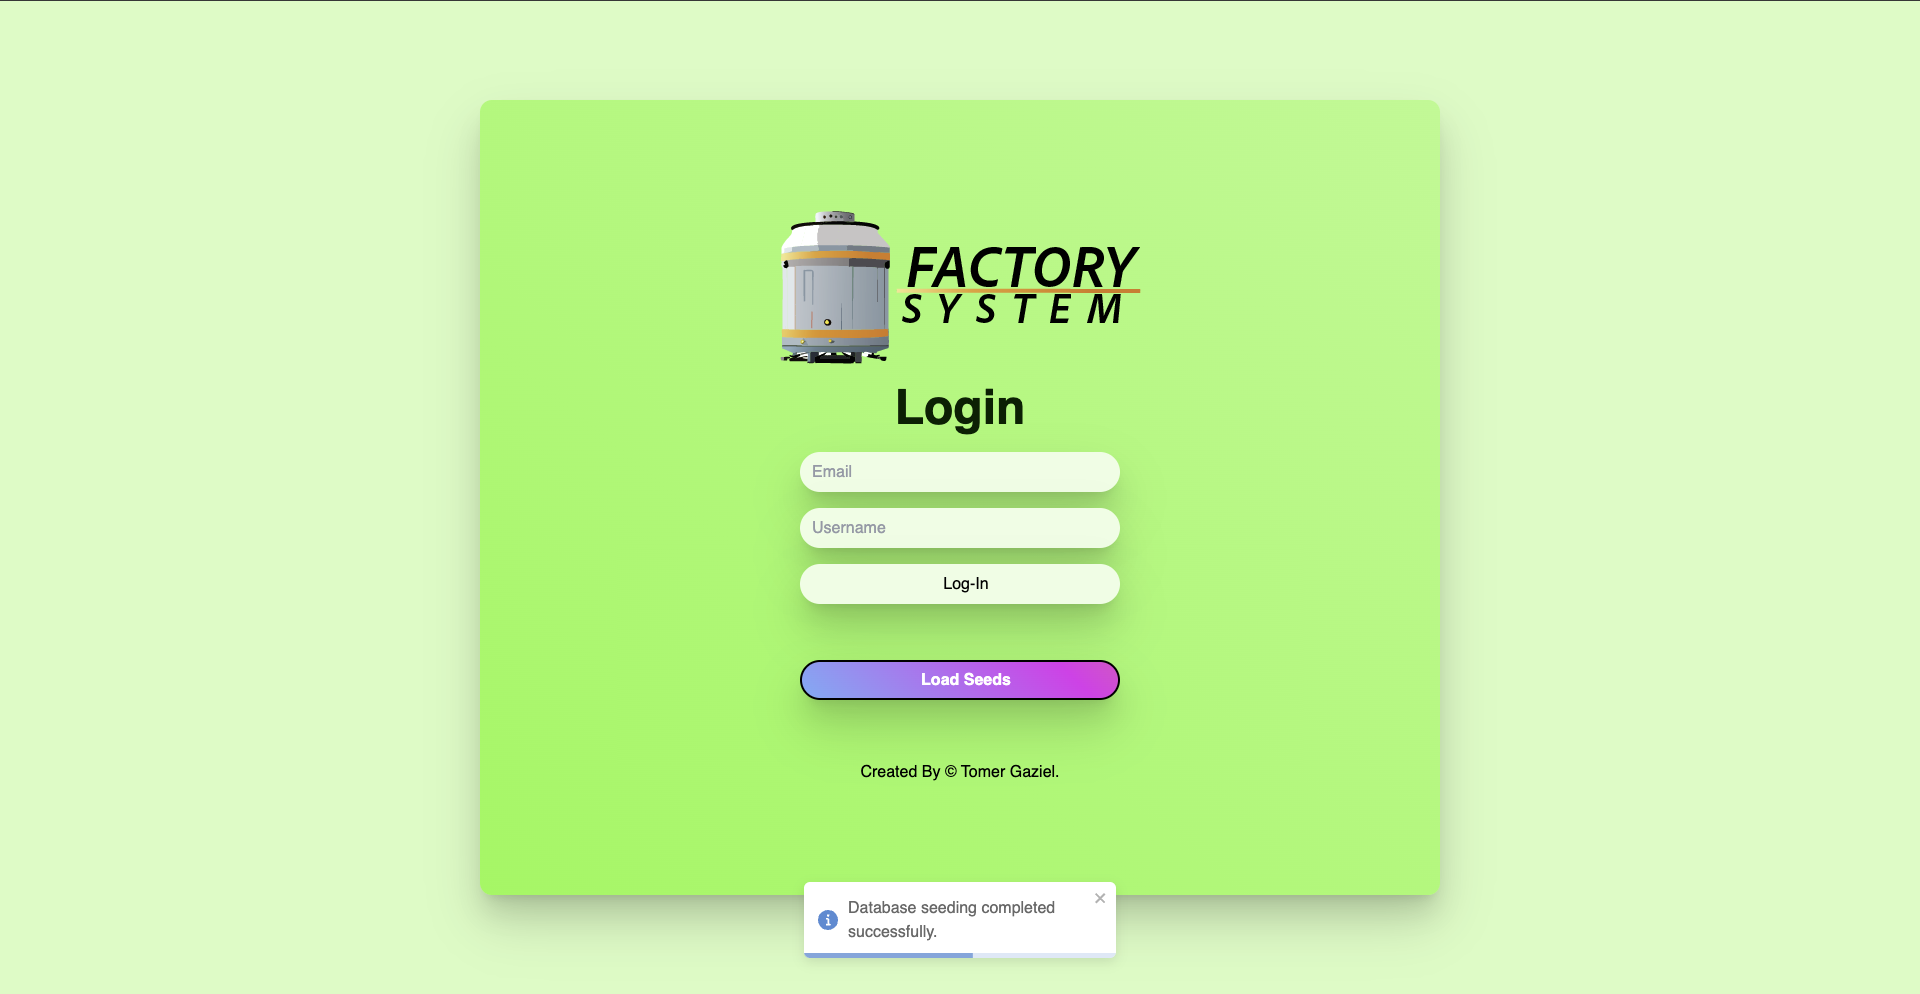 FACTORY
SYSTEM
Login
Email
Username
Log-In
Load Seeds
Created By © Tomer Gaziel.
Database seeding completed
successfully.